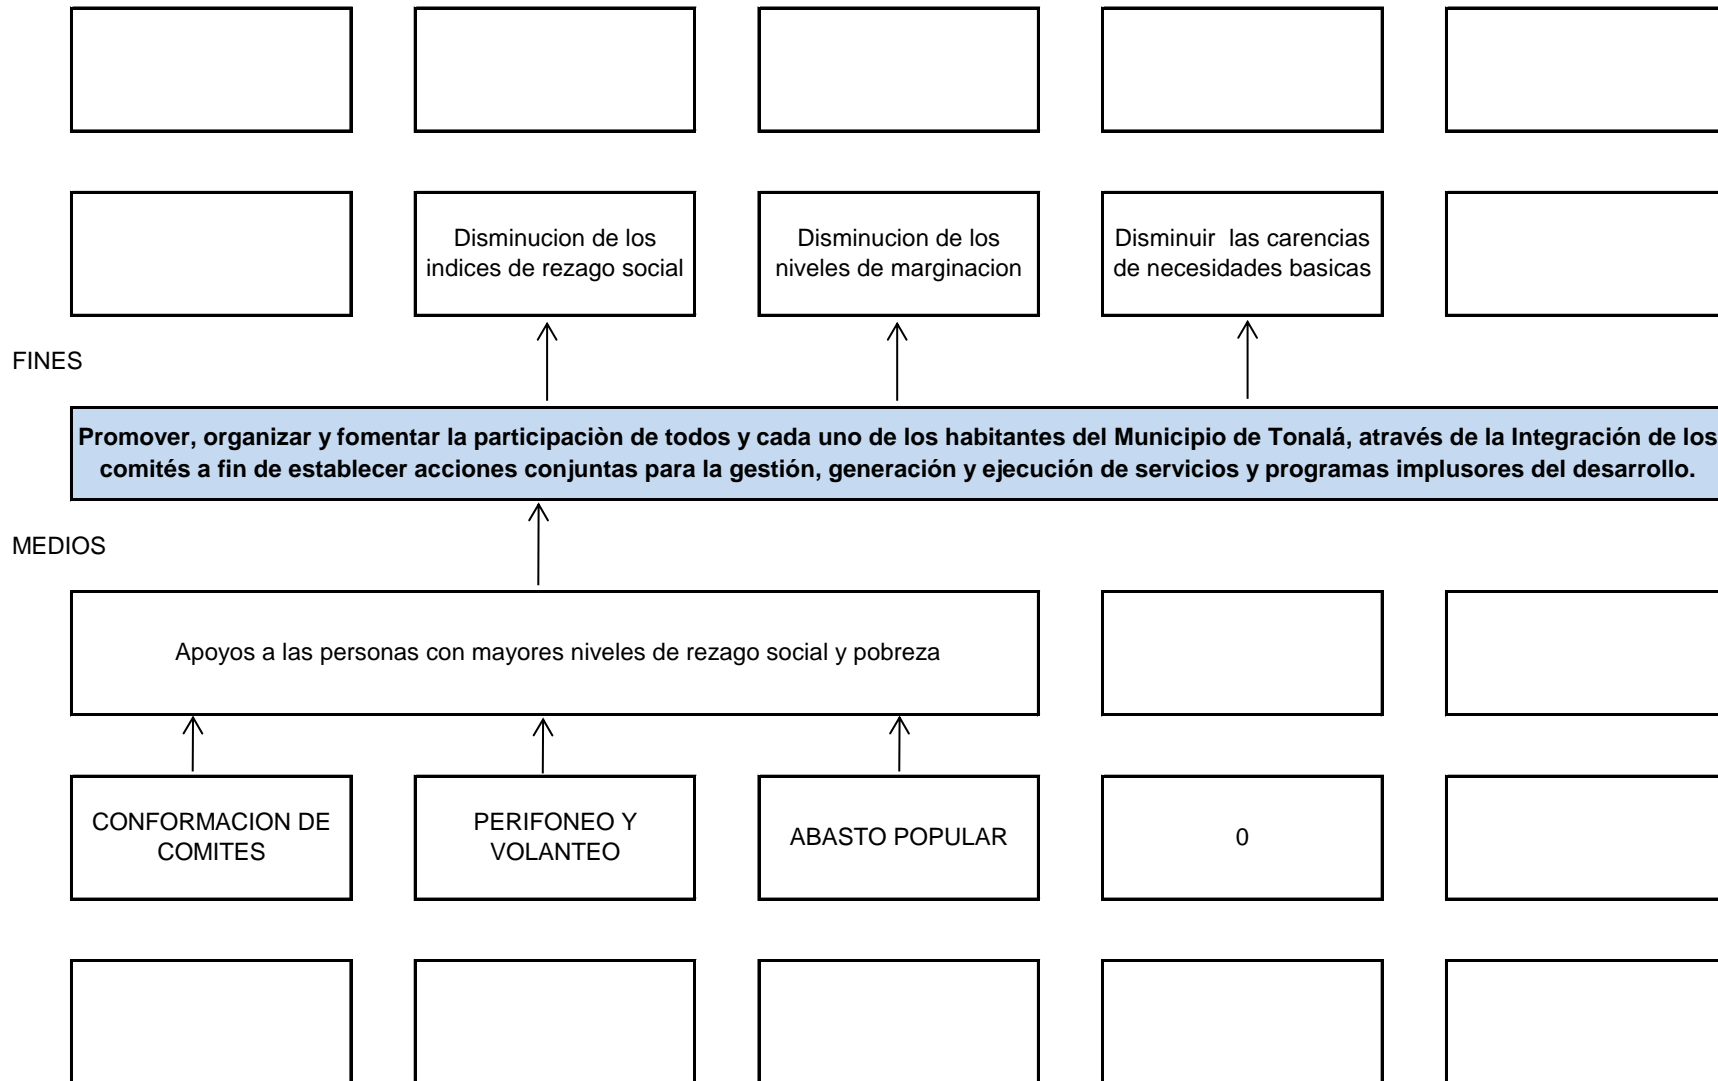 Disminucion de los
indices de rezago social
Disminucion de los
niveles de marginacion
Disminuir  las carencias
de necesidades basicas
FINES
Promover, organizar y fomentar la participaciòn de todos y cada uno de los habitantes del Municipio de Tonalá, através de la Integración de los
comités a fin de establecer acciones conjuntas para la gestión, generación y ejecución de servicios y programas implusores del desarrollo.
MEDIOS
Apoyos a las personas con mayores niveles de rezago social y pobreza
CONFORMACION DE
COMITES
PERIFONEO Y
VOLANTEO
ABASTO POPULAR
0